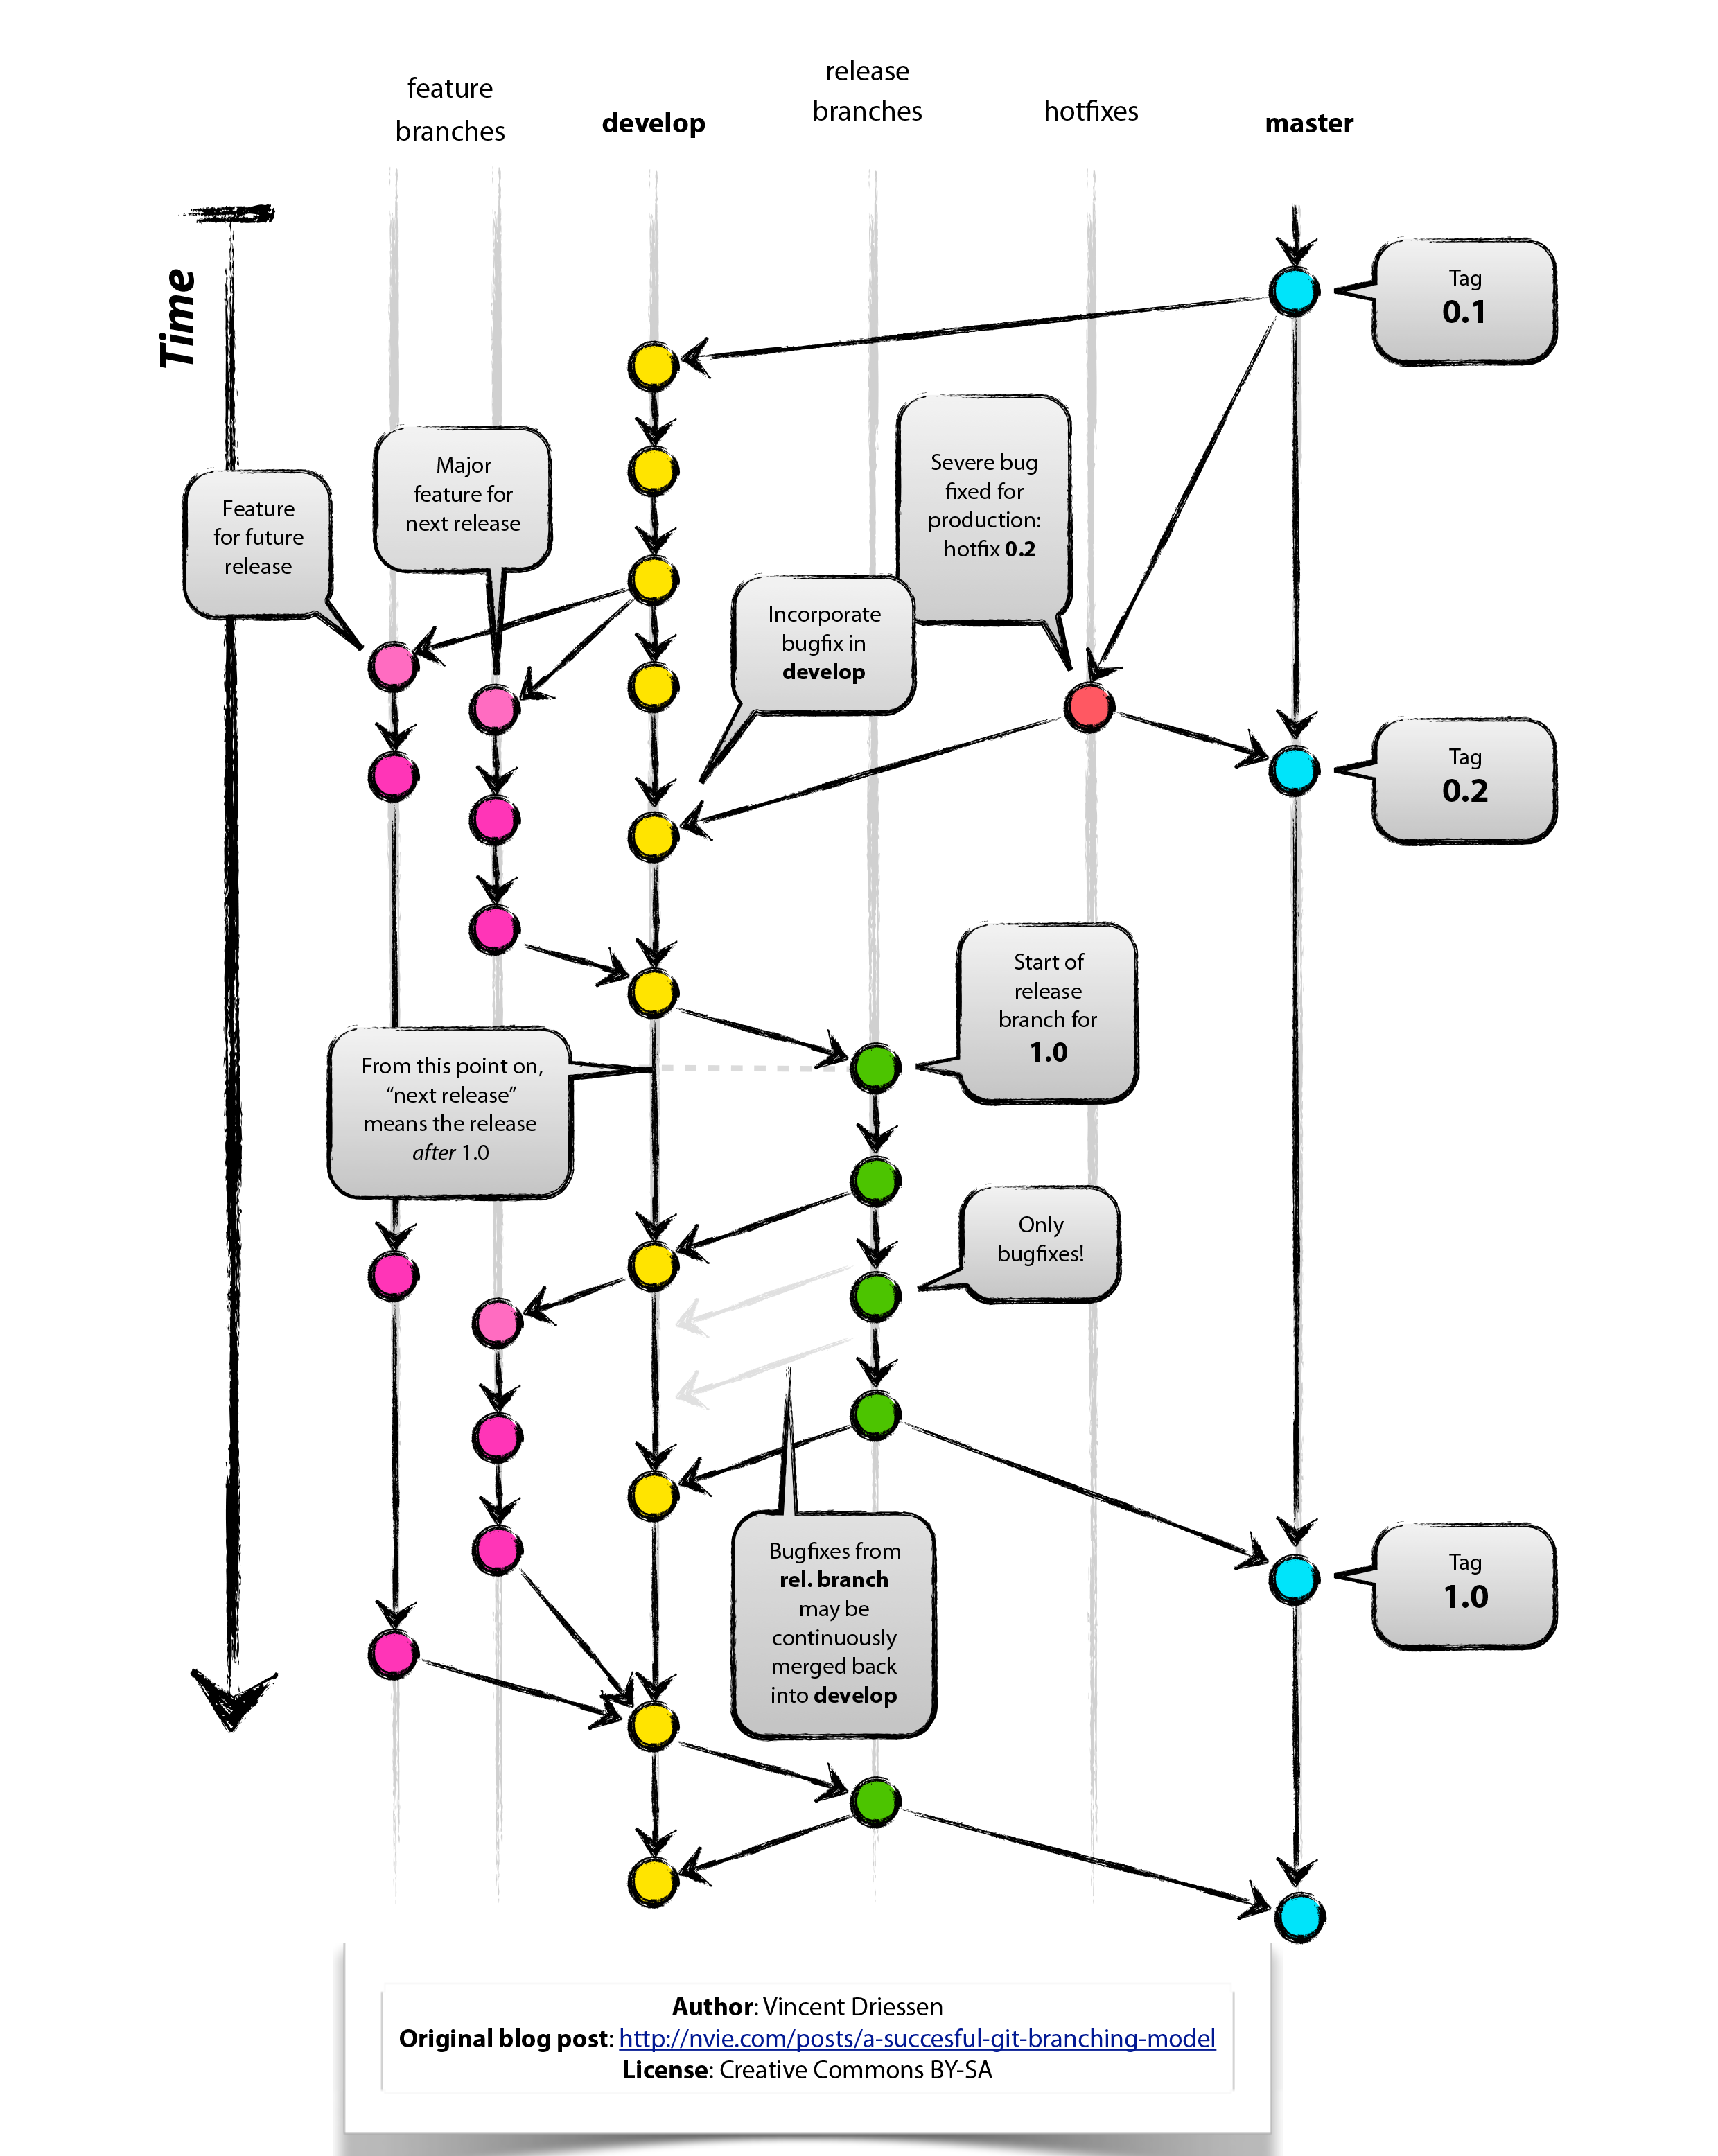 feature
branches
develop
release
branches
hotfixes
master
Time
Tag
0.1
Feature
for future
release
Major
feature for
next release
Severe bug
fixed for
production:
hotfix 0.2
Incorporate
bugfix in
develop
Tag
0.2
Start of
release
branch for
1.0
From this point on,
“next release”
means the release
after 1.0
Only
bugfixes!
Bugfixes from
rel. branch
may be
continuously
merged back
into develop
Tag
1.0
Author: Vincent Driessen
Original blog post: http://nvie.com/posts/a-succesful-git-branching-model
License: Creative Commons BY-SA